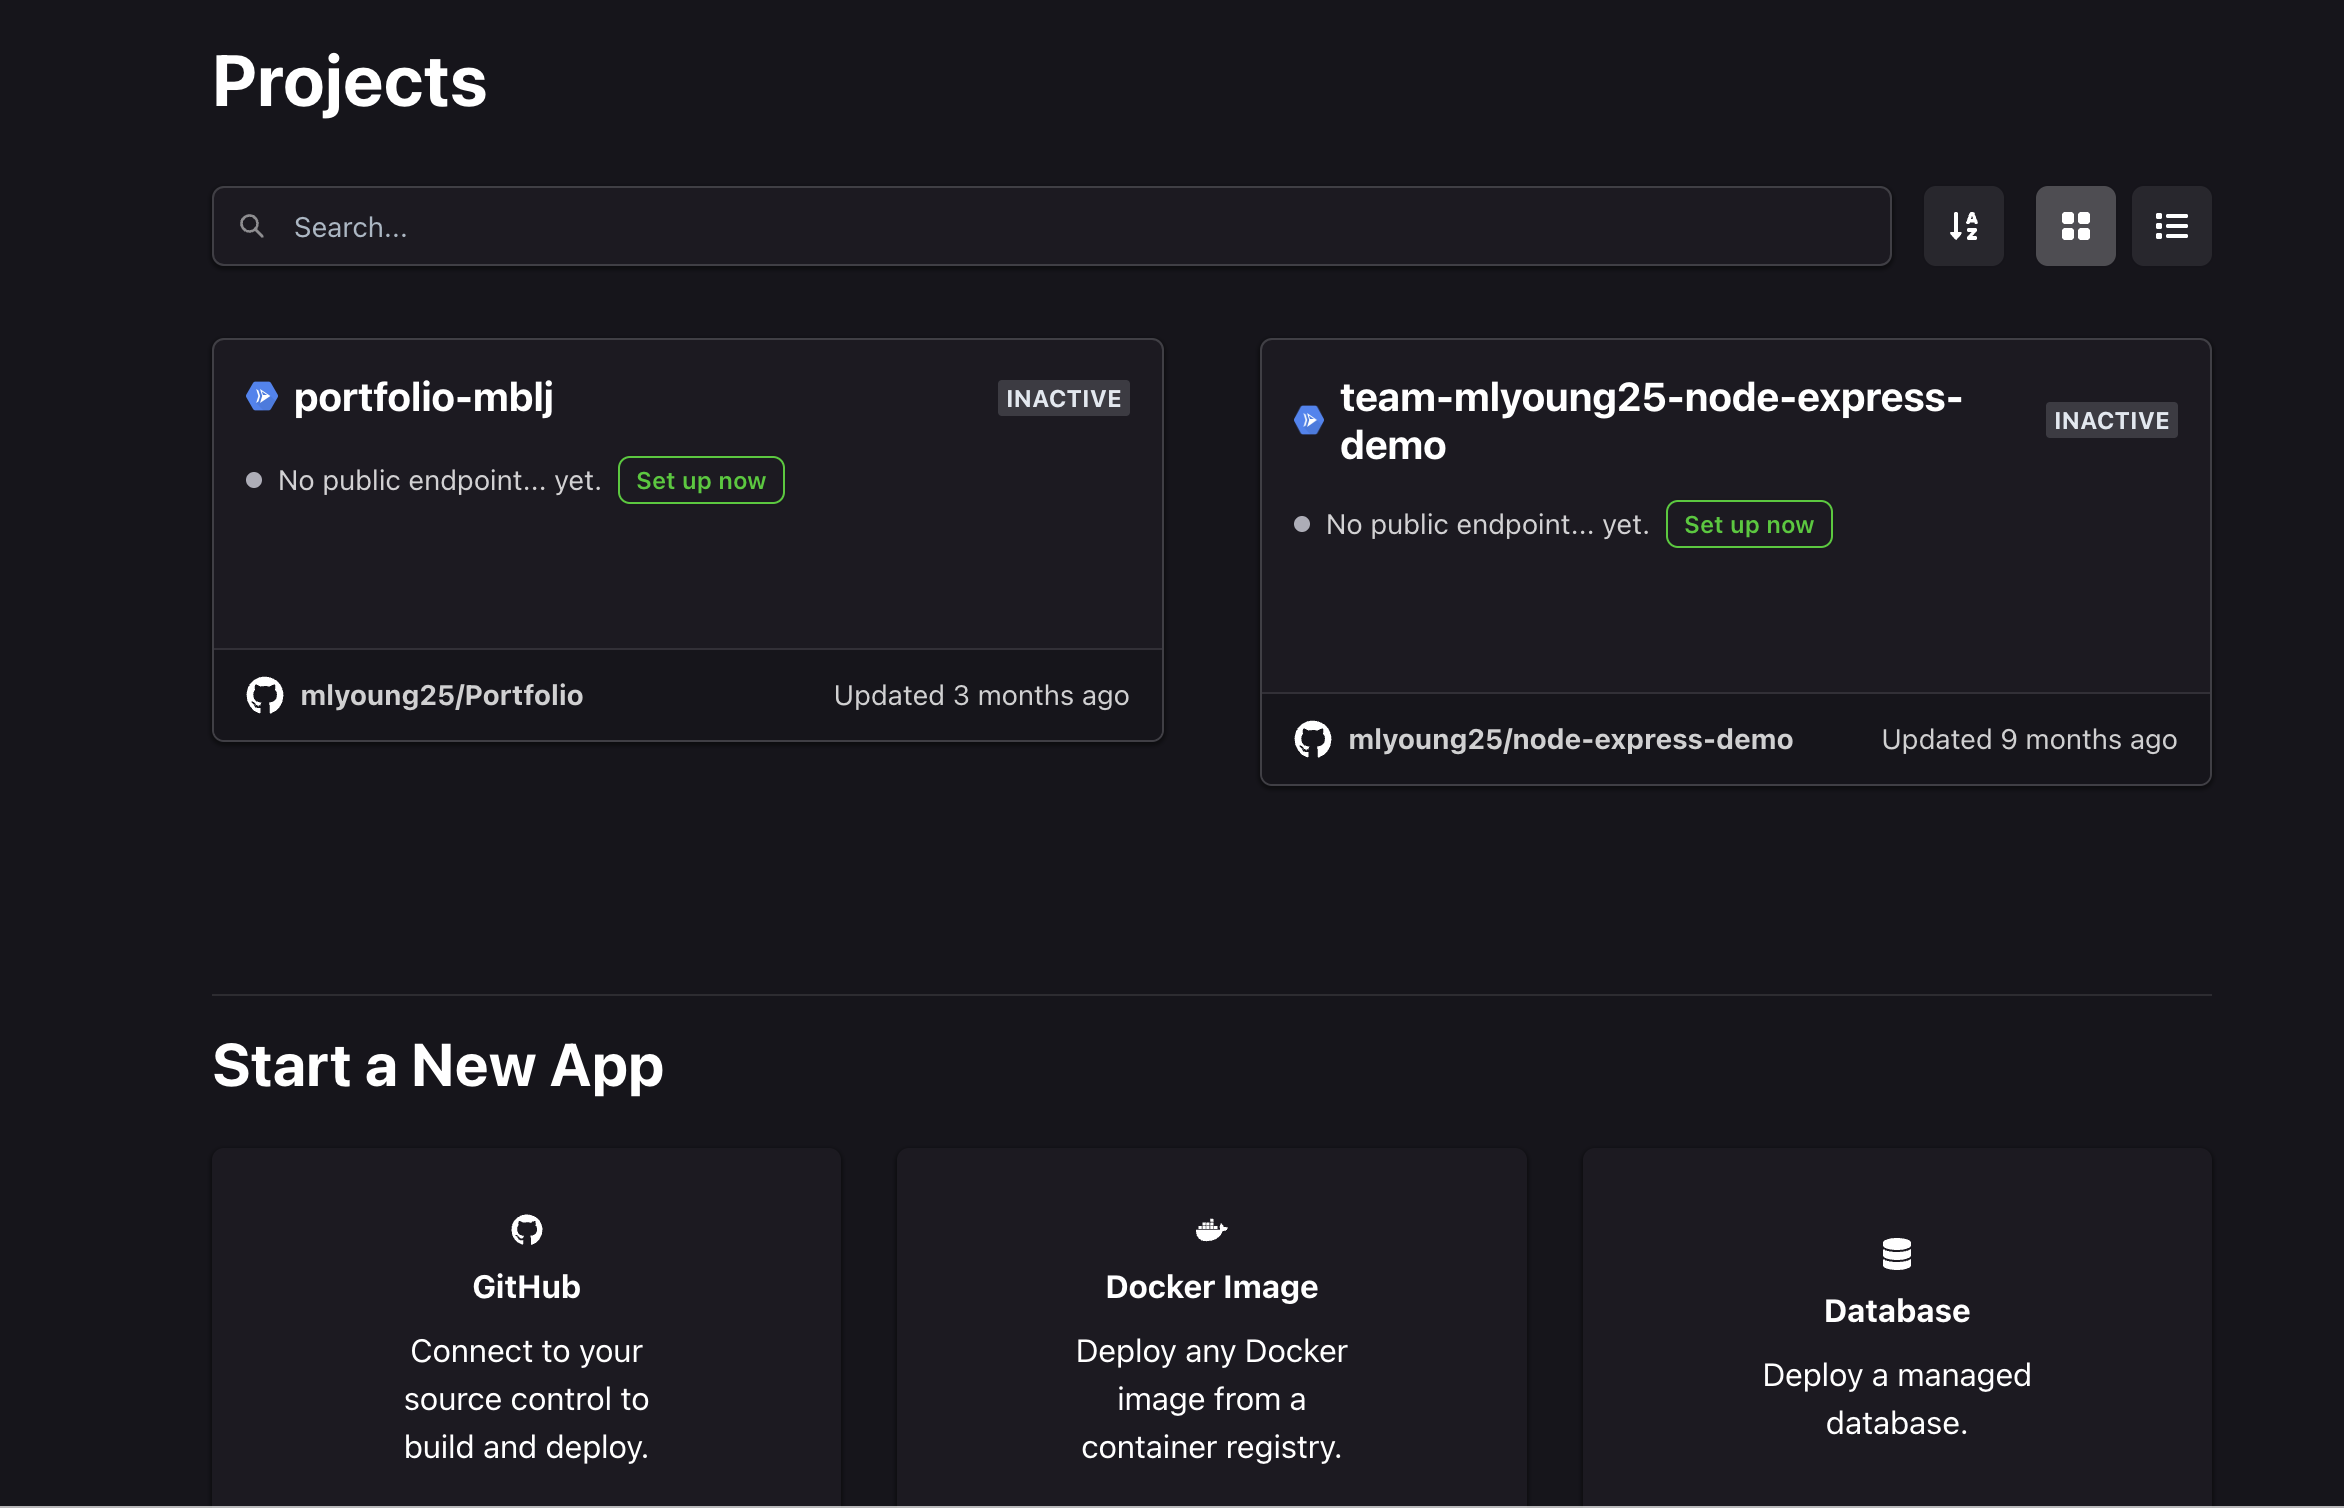 Projects
Search...
portfolio-mblj
INACTIVE
No public endpoint... yet.
Set up now
mlyoung25/Portfolio
Updated 3 months ago
team-mlyoung25-node-express-
demo
INACTIVE
No public endpoint... yet.
Set up now
mlyoung25/node-express-demo
Updated 9 months ago
Start a New App
GitHub
Connect to your
source control to
build and deploy.
Docker Image
Deploy any Docker
image from a
container registry.
Database
Deploy a managed
database.